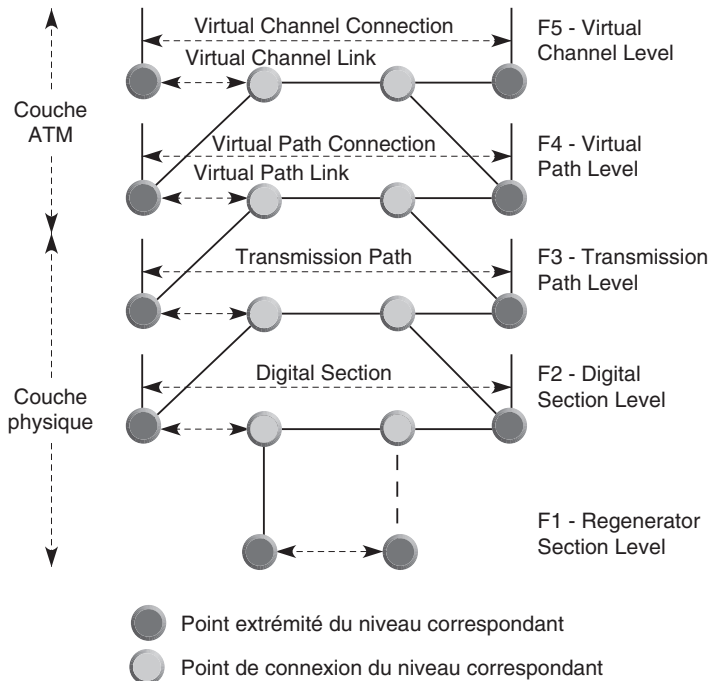 Virtual Channel Connection
F5 - Virtual
Channel Level
Virtual Channel Link
Couche
ATM
Virtual Path Connection
F4 - Virtual
Path Level
Virtual Path Link
Transmission Path
F3 - Transmission
Path Level
Couche
physique
Digital Section
F2 - Digital
Section Level
F1 - Regenerator
Section Level
Point extrémité du niveau correspondant
Point de connexion du niveau correspondant